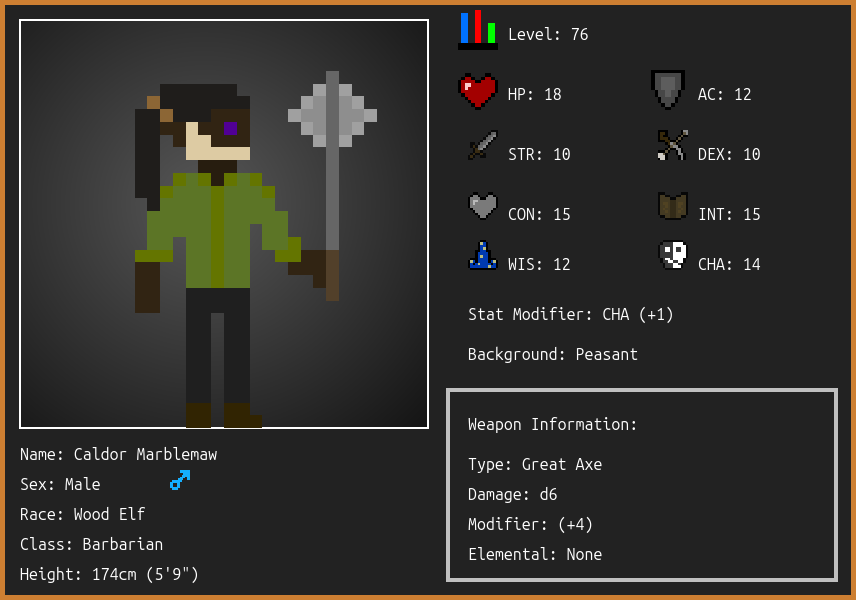 Level: 76
HP: 18
AC: 12
STR: 10
DEX: 10
CON: 15
INT: 15
WIS: 12
CHA: 14
Stat Modifier: CHA (+1)
Background: Peasant
Weapon Information:
Type: Great Axe
Damage: d6
Modifier: (+4)
Elemental: None
Name: Caldor Marblemaw
Sex: Male
Race: Wood Elf
Class: Barbarian
Height: 174cm (5'9")